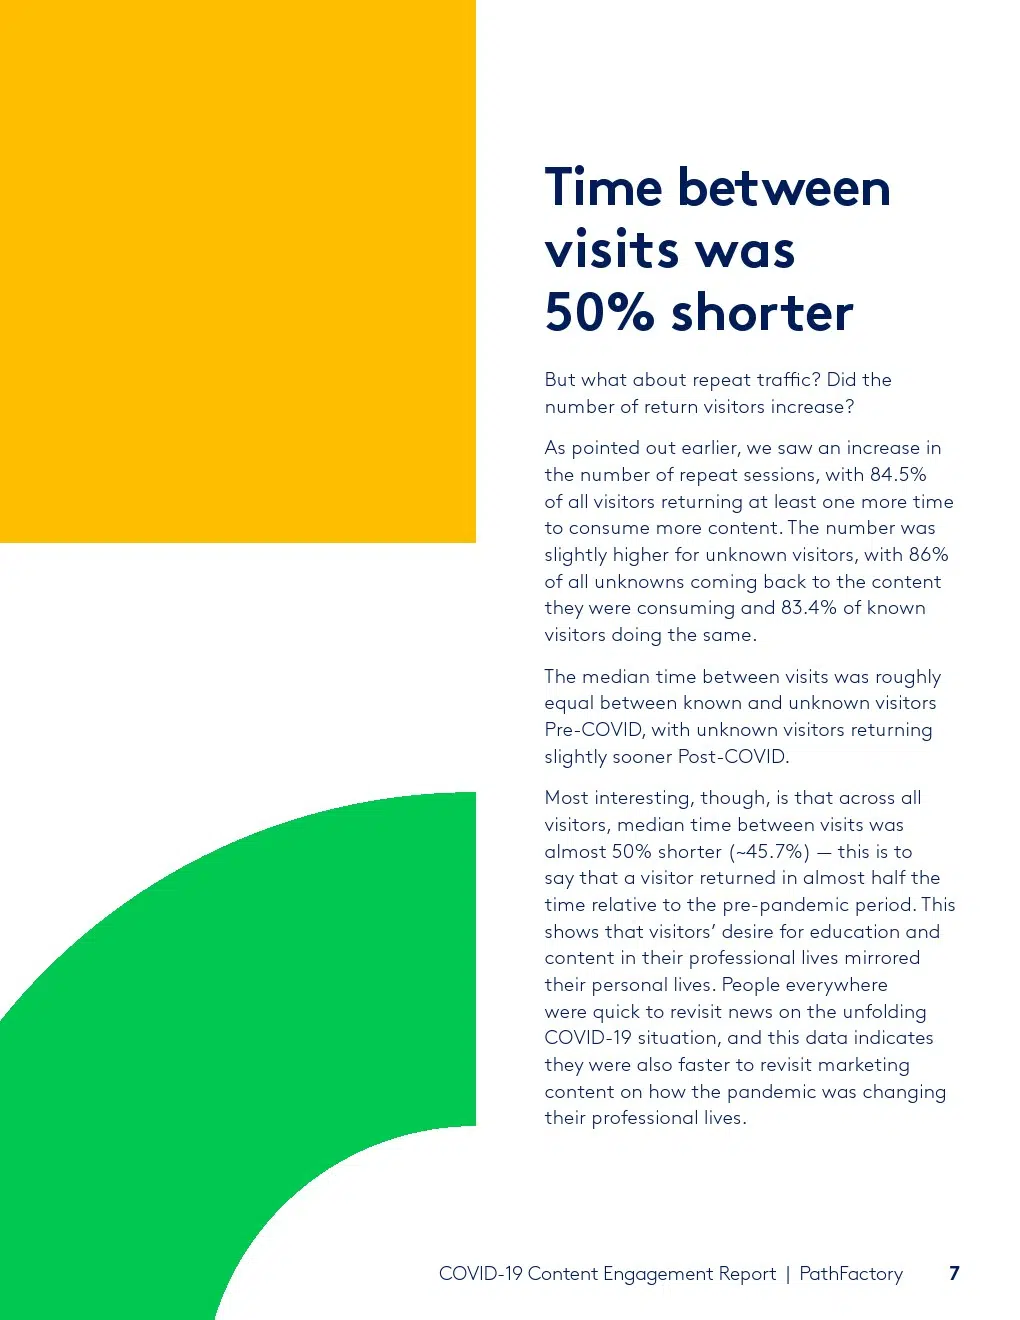 Time between
visits was
50% shorter
But what about repeat traffic? Did the
number of return visitors increase?
As pointed out earlier, we saw an increase in
the number of repeat sessions, with 84.5%
of all visitors returning at least one more time
to consume more content. The number was
slightly higher for unknown visitors, with 86%
of all unknowns coming back to the content
they were consuming and 83.4% of known
visitors doing the same.
The median time between visits was roughly
equal between known and unknown visitors
Pre-COVID, with unknown visitors returning
slightly sooner Post-COVID.
Most interesting, though, is that across all
visitors, median time between visits was
almost 50% shorter (~45.7%) — this is to
say that a visitor returned in almost half the
time relative to the pre-pandemic period. This
shows that visitors’ desire for education and
content in their professional lives mirrored
their personal lives. People everywhere
were quick to revisit news on the unfolding
COVID-19 situation, and this data indicates
they were also faster to revisit marketing
content on how the pandemic was changing
their professional lives.
COVID-19 Content Engagement Report | PathFactory 7